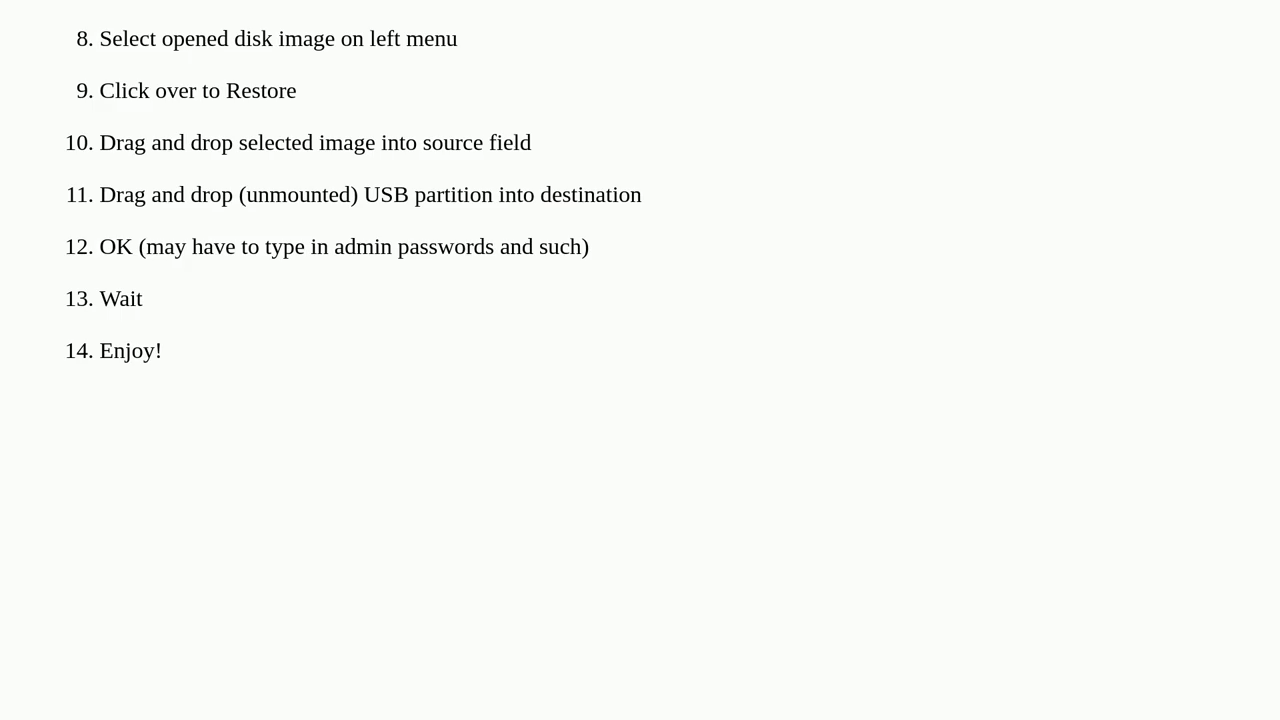 8. Select opened disk image on left menu
9. Click over to Restore
10. Drag and drop selected image into source field
11. Drag and drop (unmounted) USB partition into destination
12. OK (may have to type in admin passwords and such)
13. Wait
14. Enjoy!